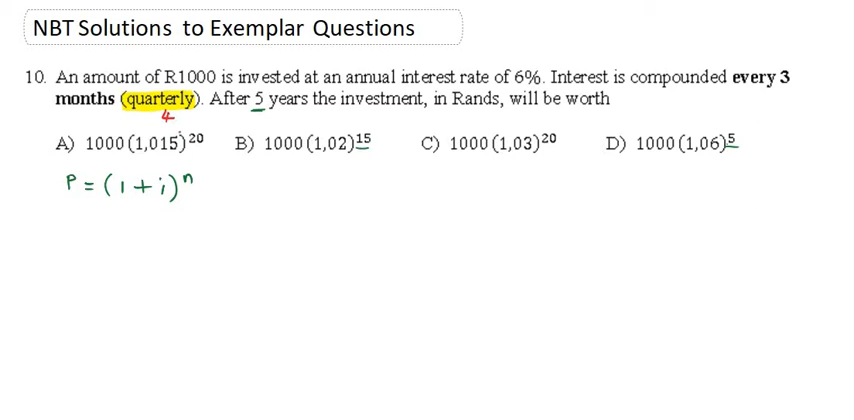 NBT Solutions to Exemplar Questions
10. An amount of R1000 is invested at an annual interest rate of 6%. Interest is compounded every 3
months (quarterly). After 5 years the investment, in Rands, will be worth
4
A) 1000(1,015)^20 B) 1000(1,02)^15 C) 1000(1,03)^20 D) 1000(1,06)^5
P = (1 + i)^n